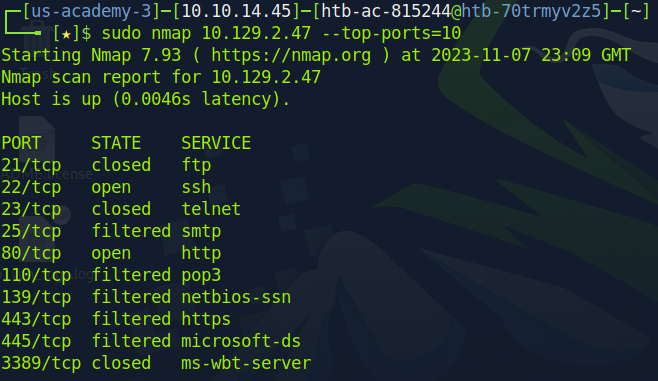 [us-academy-3]─[10.10.14.45]─[htb-ac-815244@htb-70trmyv2z5]─[~]
[★]$ sudo nmap 10.129.2.47 --top-ports=10
Starting Nmap 7.93 ( https://nmap.org ) at 2023-11-07 23:09 GMT
Nmap scan report for 10.129.2.47
Host is up (0.0046s latency).
PORT     STATE    SERVICE
21/tcp   closed   ftp
22/tcp   open     ssh
23/tcp   closed   telnet
25/tcp   filtered smtp
80/tcp   open     http
110/tcp  filtered pop3
139/tcp  filtered netbios-ssn
443/tcp  filtered https
445/tcp  filtered microsoft-ds
3389/tcp closed   ms-wbt-server